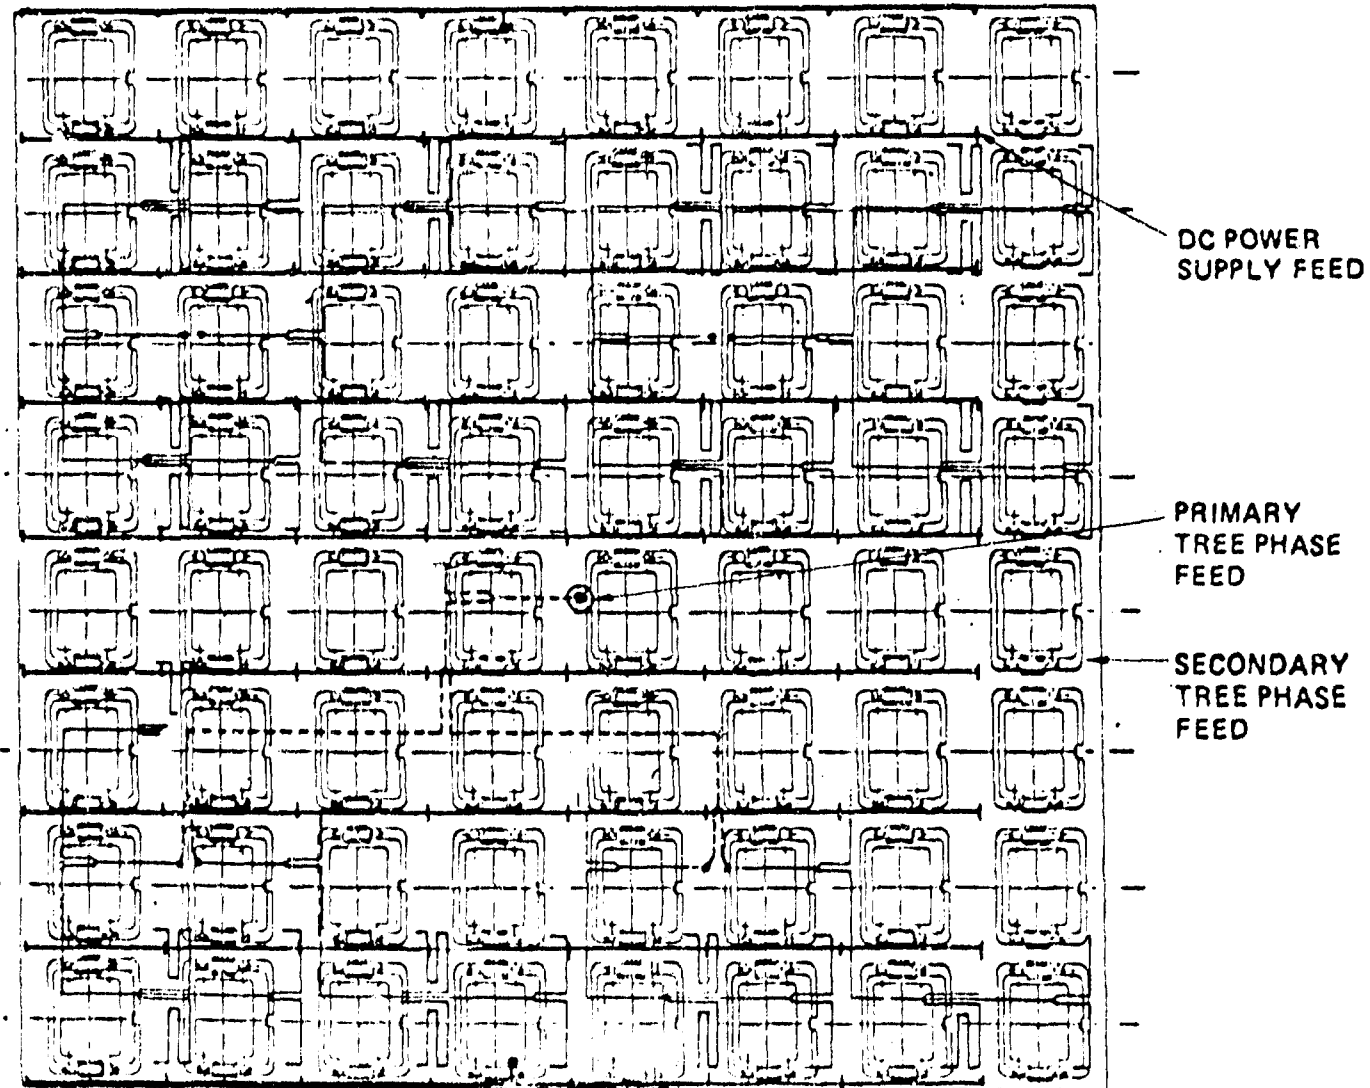 DC POWER
SUPPLY FEED
PRIMARY
TREE PHASE
FEED
SECONDARY
TREE PHASE
FEED